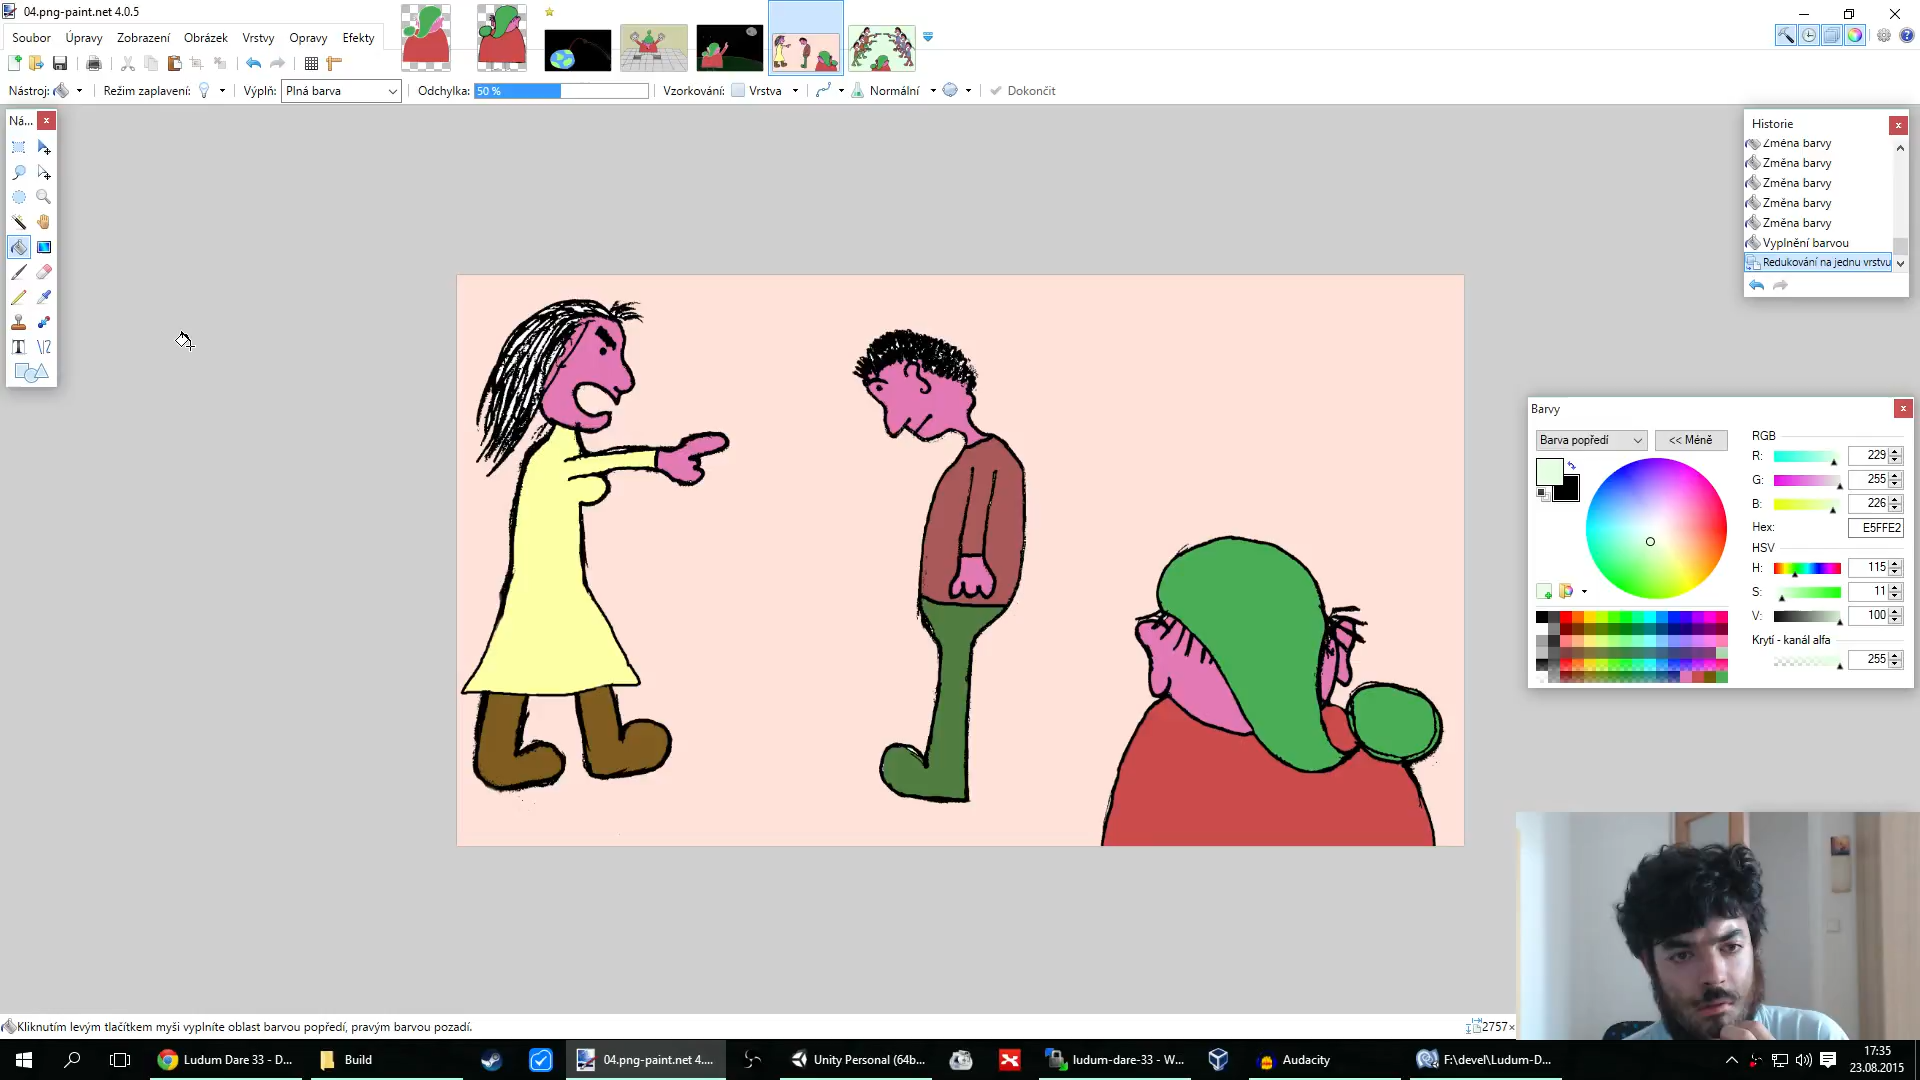 04.png-paint.net 4.0.5
Soubor Úpravy Zobrazení Obrázek Vrstvy Opravy Efekty
Nástroj: Režim zaplavení: Výplň: Plná barva Odchylka: 50 % Vzorkování: Vrstva Normální Dokončit
Ná...
Historie
Změna barvy
Změna barvy
Změna barvy
Změna barvy
Změna barvy
Vyplnění barvou
Redukování na jednu vrstvu
Barvy
Barva popředí << Méně
RGB
R: 229
G: 255
B: 226
Hex: E5FFE2
HSV
H: 115
S: 11
V: 100
Krytí - kanál alfa
255
Kliknutím levým tlačítkem myši vyplníte oblast barvou popředí, pravým barvou pozadí.
2757×
Ludum Dare 33 - D...
Build
04.png-paint.net 4....
Unity Personal (64b...
ludum-dare-33 - W...
Audacity
F:\devel\Ludum-D...
17:35
23.08.2015